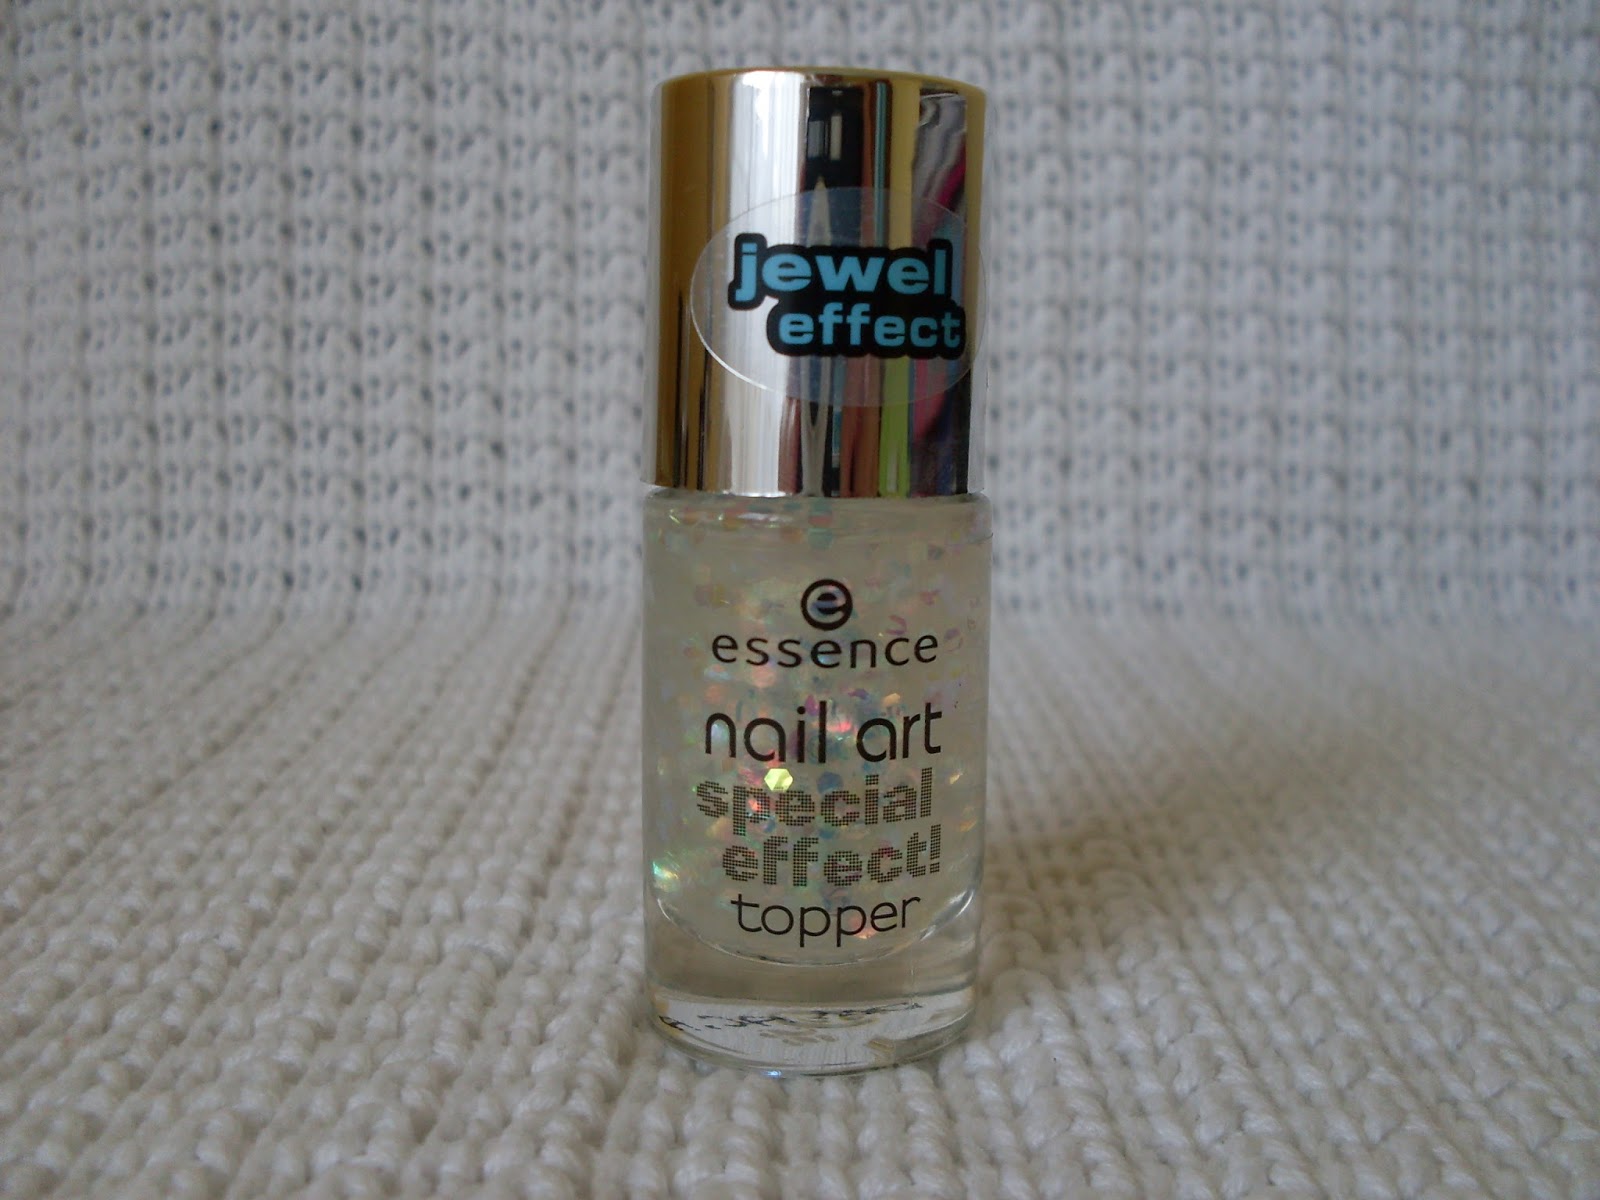 jewel
effect
e
essence
nail art
special
effect!
topper